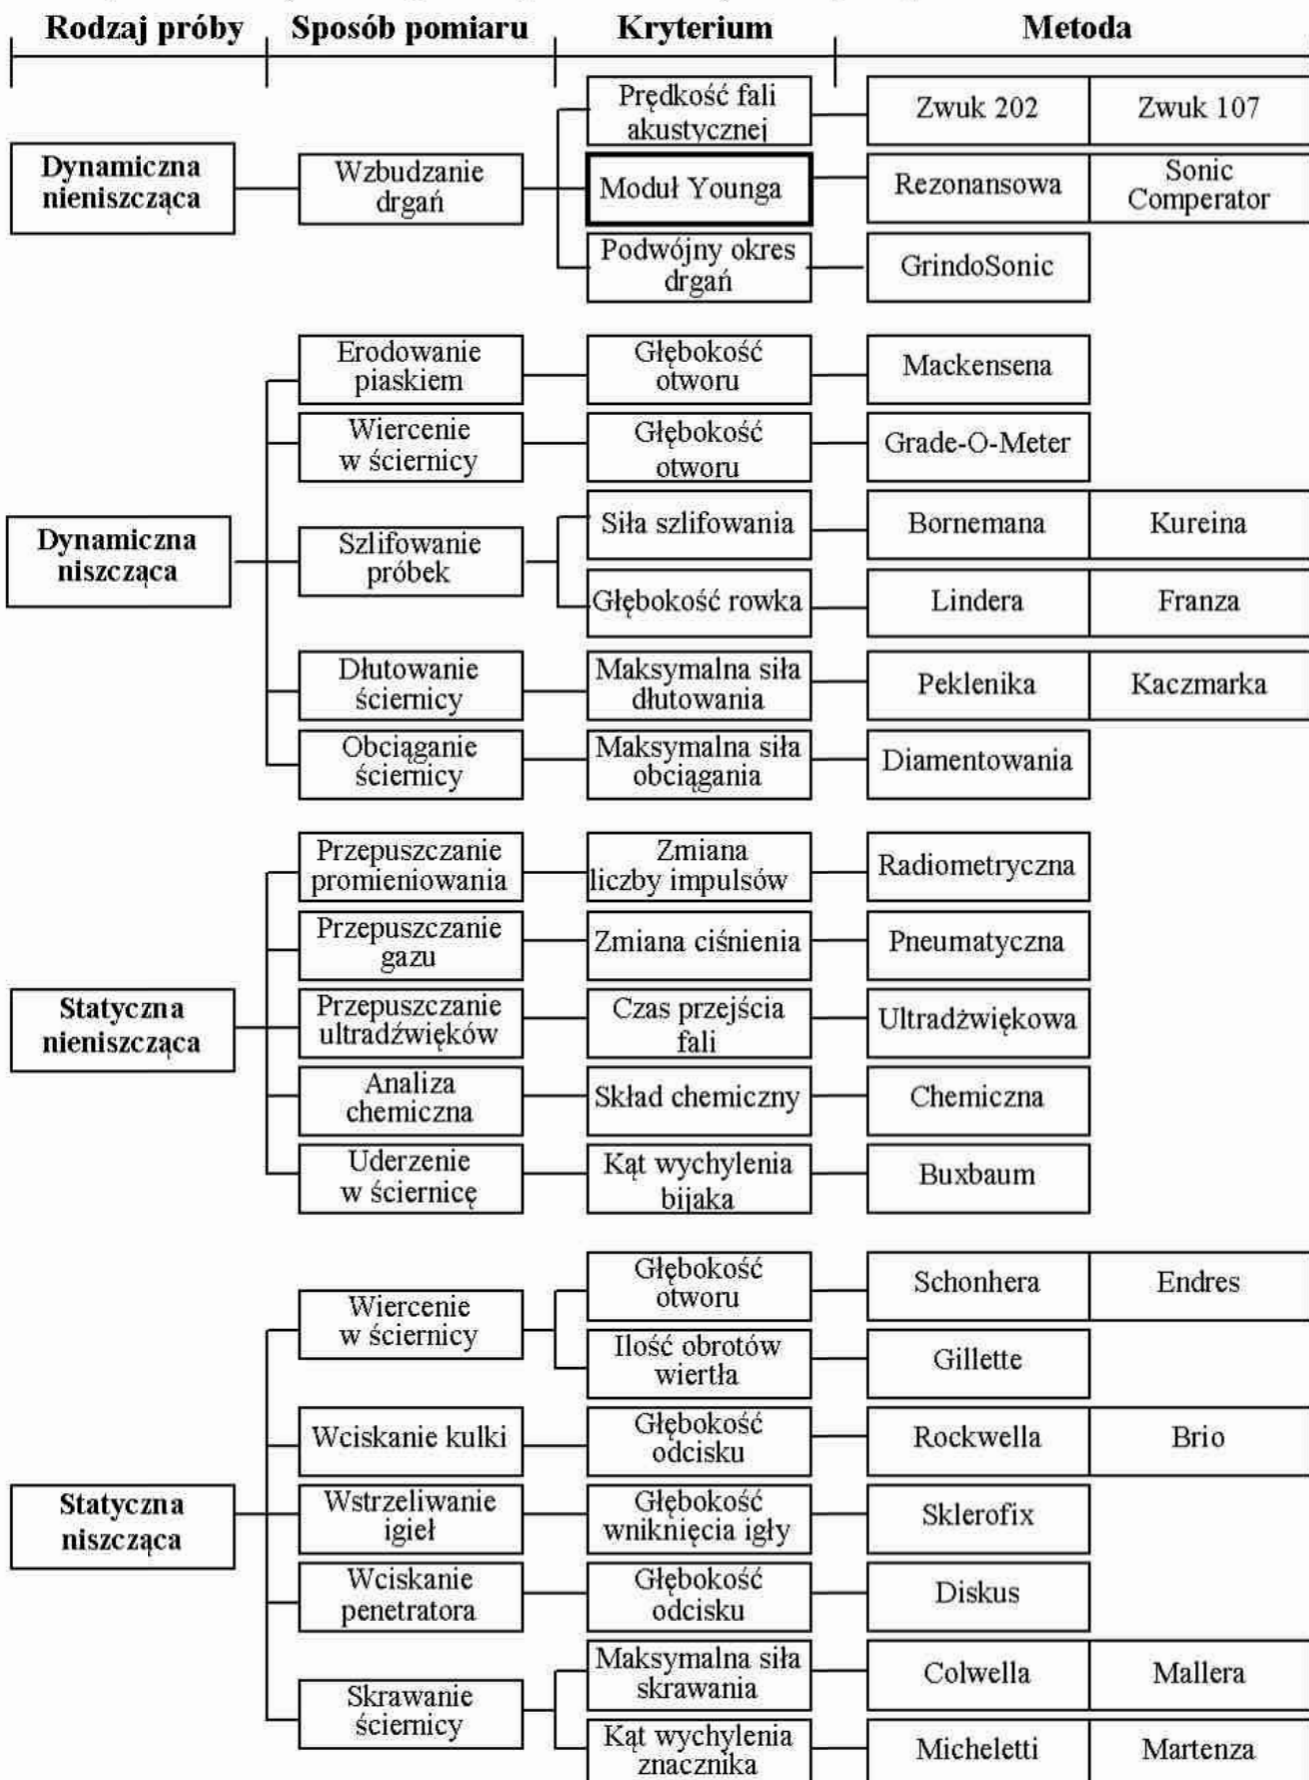 Rodzaj próby Sposób pomiaru Kryterium Metoda
Dynamiczna
nieniszcząca
Wzbudzanie
drgań
Prędkość fali
akustycznej
Zwuk 202
Zwuk 107
Moduł Younga
Rezonansowa
Sonic
Comperator
Podwójny okres
drgań
GrindoSonic
Dynamiczna
niszcząca
Erodowanie
piaskiem
Głębokość
otworu
Mackensena
Wiercenie
w ściernicy
Głębokość
otworu
Grade-O-Meter
Szlifowanie
próbek
Siła szlifowania
Bornemana
Kureina
Głębokość rowka
Lindera
Franza
Dłutowanie
ściernicy
Maksymalna siła
dłutowania
Peklenika
Kaczmarka
Obciąganie
ściernicy
Maksymalna siła
obciągania
Diamentowania
Statyczna
nieniszcząca
Przepuszczanie
promieniowania
Zmiana
liczby impulsów
Radiometryczna
Przepuszczanie
gazu
Zmiana ciśnienia
Pneumatyczna
Przepuszczanie
ultradźwięków
Czas przejścia
fali
Ultradżwiękowa
Analiza
chemiczna
Skład chemiczny
Chemiczna
Uderzenie
w ściernicę
Kąt wychylenia
bijaka
Buxbaum
Statyczna
niszcząca
Wiercenie
w ściernicy
Głębokość
otworu
Schonhera
Endres
Ilość obrotów
wiertła
Gillette
Wciskanie kulki
Głębokość
odcisku
Rockwella
Brio
Wstrzeliwanie
igieł
Głębokość
wniknięcia igły
Sklerofix
Wciskanie
penetratora
Głębokość
odcisku
Diskus
Skrawanie
ściernicy
Maksymalna siła
skrawania
Colwella
Mallera
Kąt wychylenia
znacznika
Micheletti
Martenza